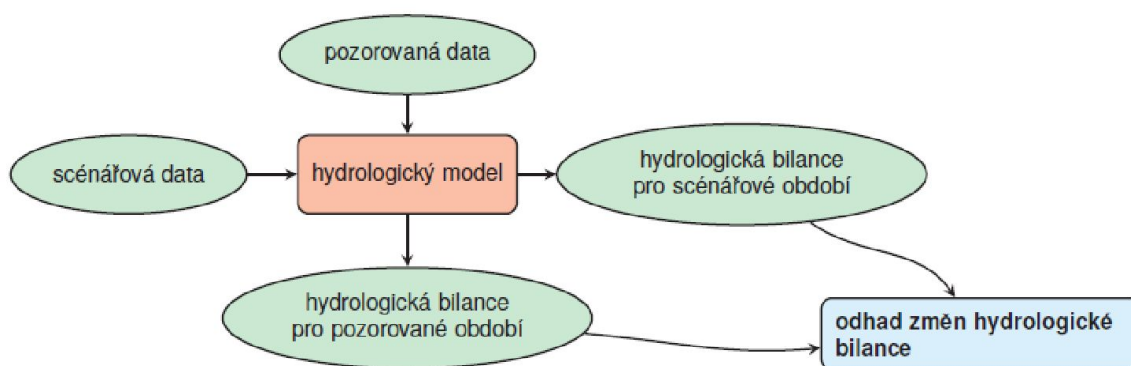 pozorovaná data
scénářová data
hydrologický model
hydrologická bilance
pro scénářové období
hydrologická bilance
pro pozorované období
odhad změn hydrologické
bilance